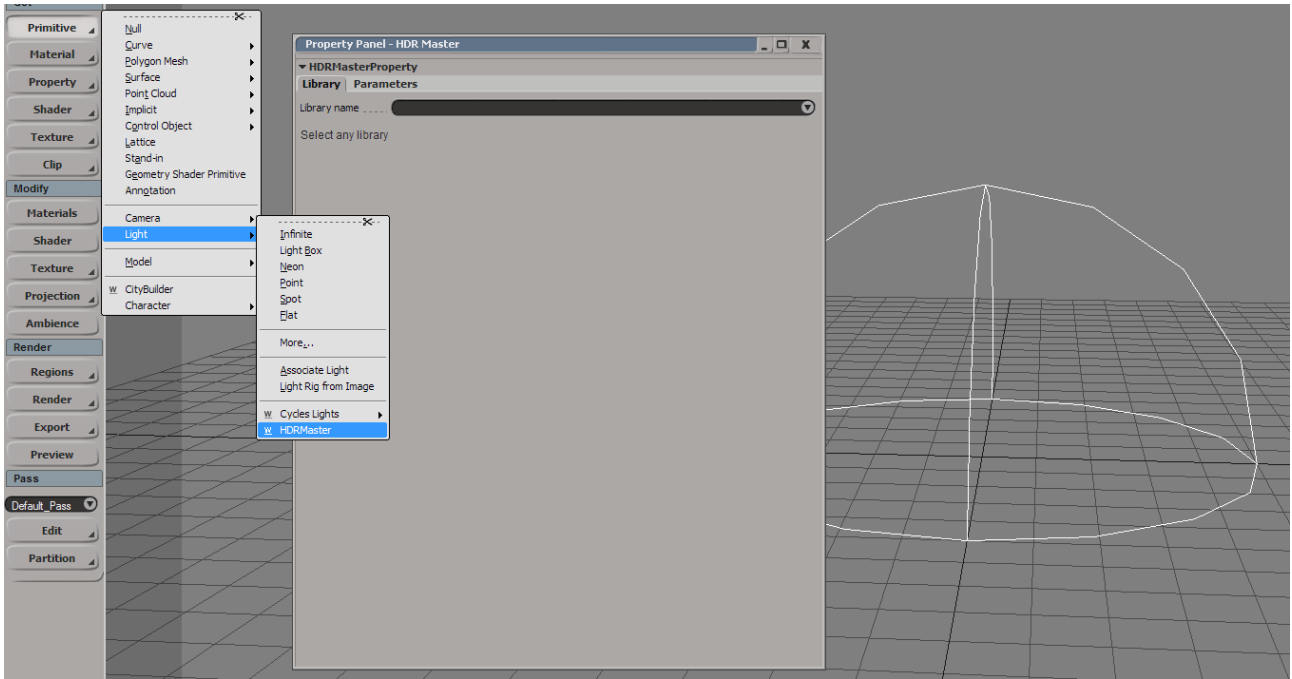 Primitive
Material
Property
Shader
Texture
Clip
Modify
Materials
Shader
Texture
Projection
Ambience
Render
Regions
Render
Export
Preview
Pass
Default_Pass
Edit
Partition
Null
Curve
Polygon Mesh
Surface
Point Cloud
Implicit
Control Object
Lattice
Stand-in
Geometry Shader Primitive
Annotation
Camera
Light
Model
w CityBuilder
Character
Infinite
Light Box
Neon
Point
Spot
Flat
More...
Associate Light
Light Rig from Image
w Cycles Lights
w HDRMaster
Property Panel - HDR Master
HDRMasterProperty
Library Parameters
Library name
Select any library